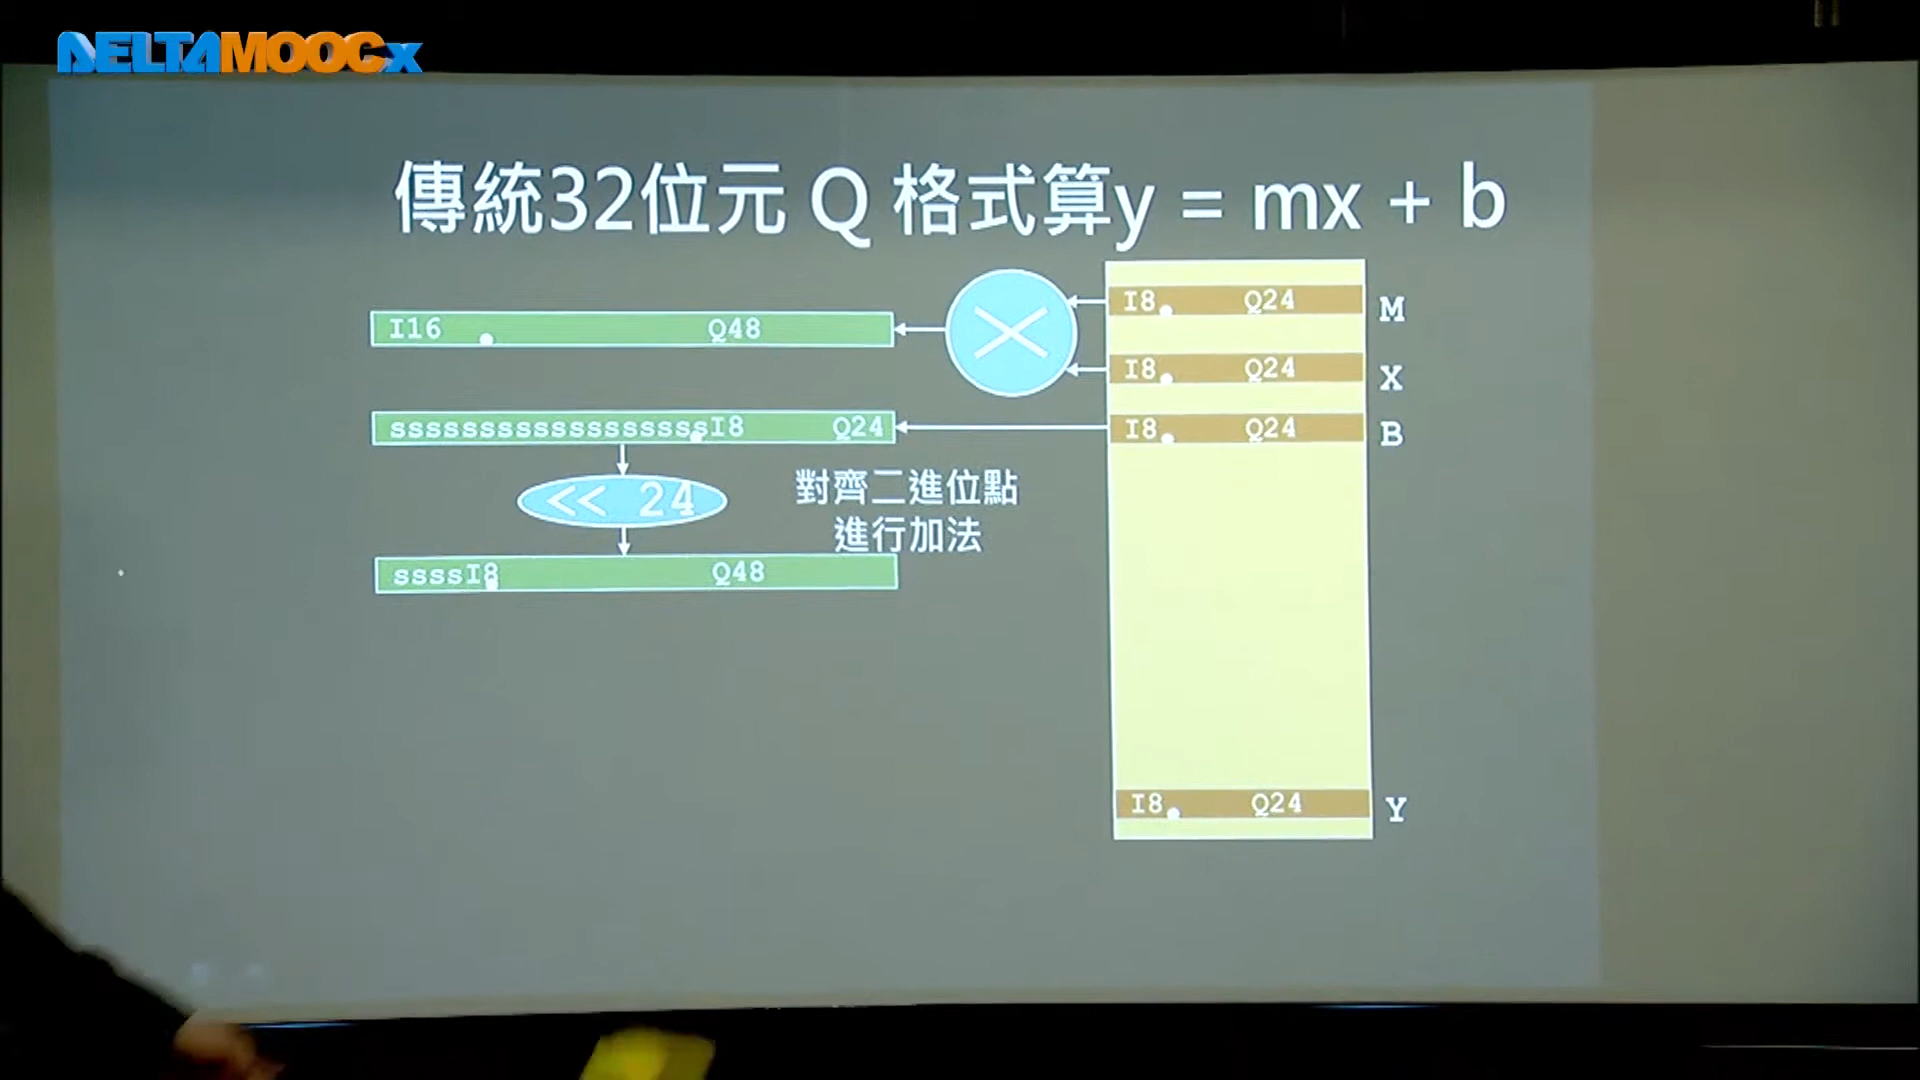 DELTAMOOCx
傳統32位元 Q 格式算y = mx + b
I8 Q24 M
I16 Q48
I8 Q24 X
ssssssssssssssssssI8 Q24
I8 Q24 B
<< 24
對齊二進位點
進行加法
ssssI8 Q48
I8 Q24 Y